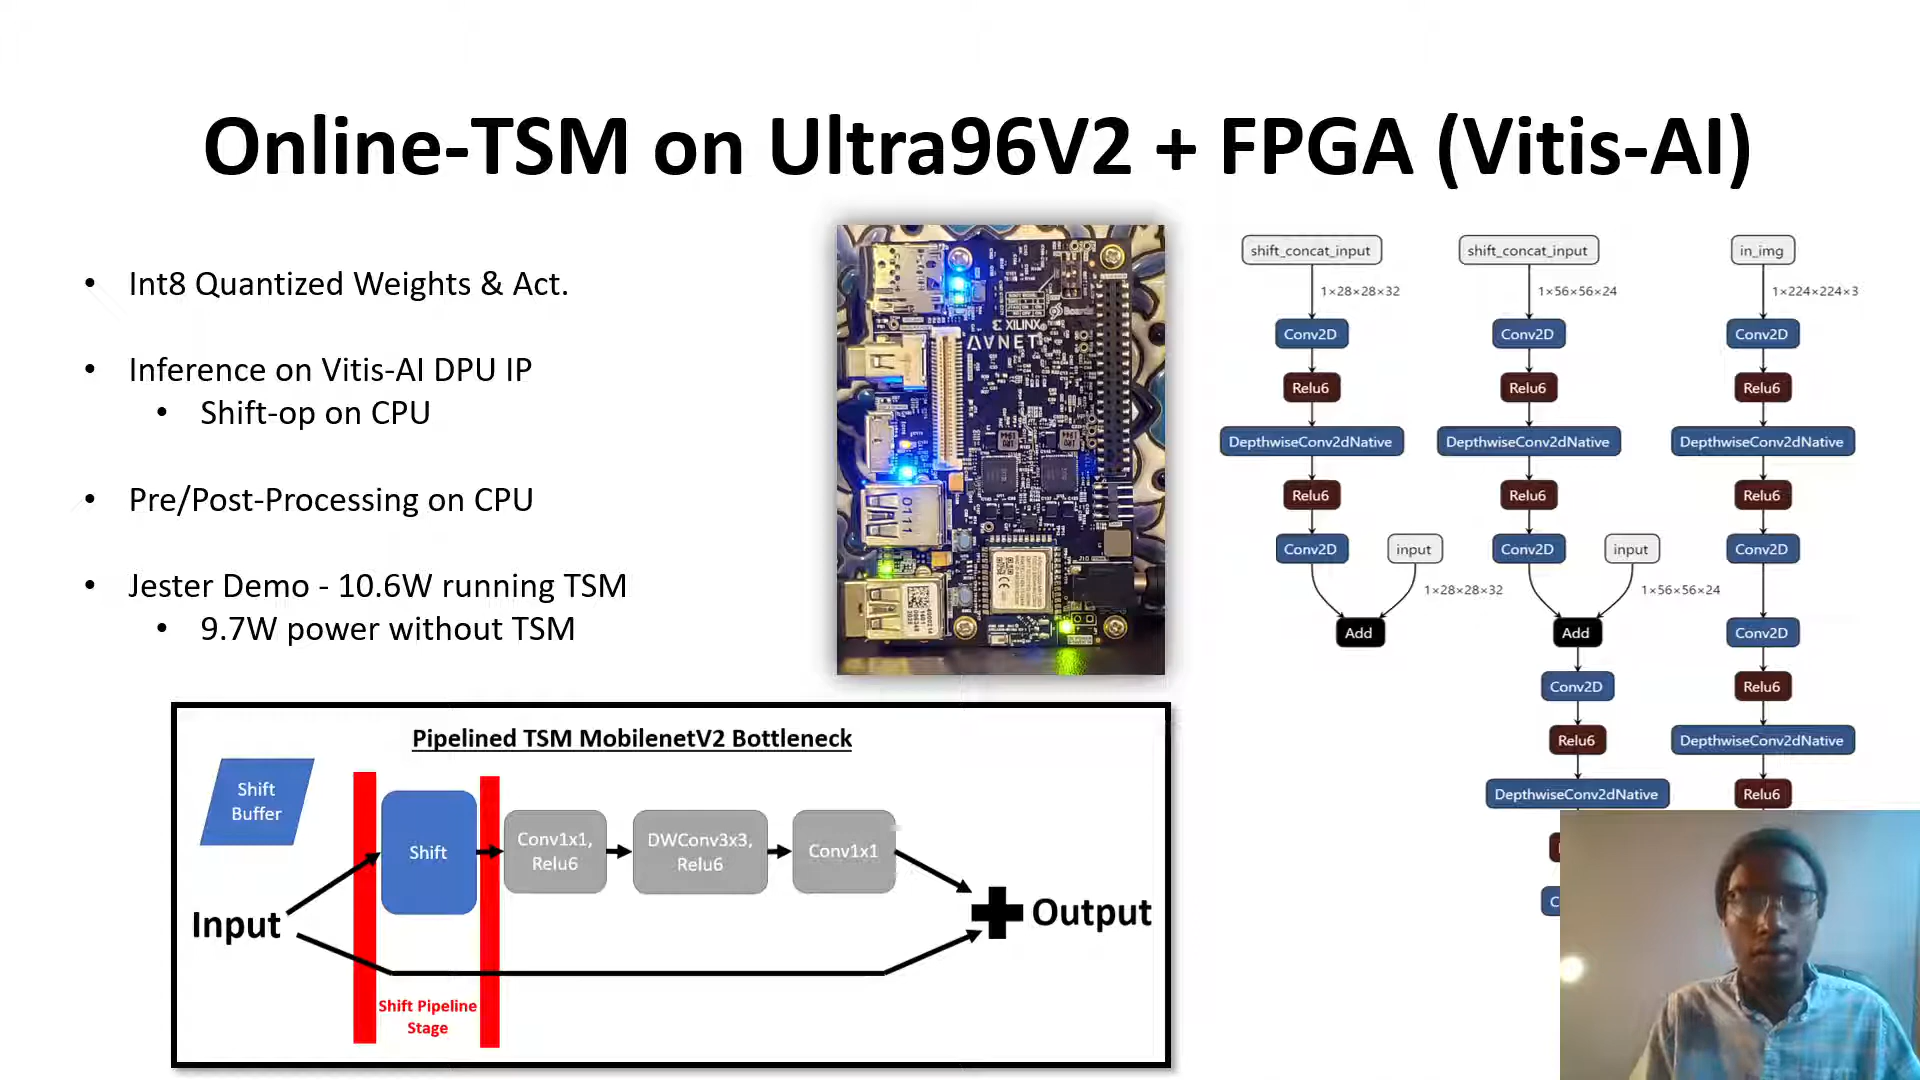 Online-TSM on Ultra96V2 + FPGA (Vitis-AI)
• Int8 Quantized Weights & Act.
• Inference on Vitis-AI DPU IP
• Shift-op on CPU
• Pre/Post-Processing on CPU
• Jester Demo - 10.6W running TSM
• 9.7W power without TSM
XILINX
AVNET
shift_concat_input
1×28×28×32
Conv2D
Relu6
DepthwiseConv2dNative
Relu6
Conv2D
input
1×28×28×32
Add
shift_concat_input
1×56×56×24
Conv2D
Relu6
DepthwiseConv2dNative
Relu6
Conv2D
input
1×56×56×24
Add
Conv2D
Relu6
DepthwiseConv2dNative
in_img
1×224×224×3
Conv2D
Relu6
DepthwiseConv2dNative
Relu6
Conv2D
Conv2D
Relu6
DepthwiseConv2dNative
Relu6
Pipelined TSM MobilenetV2 Bottleneck
Shift
Buffer
Shift
Conv1x1,
Relu6
DWConv3x3,
Relu6
Conv1x1
Input
Output
Shift Pipeline
Stage